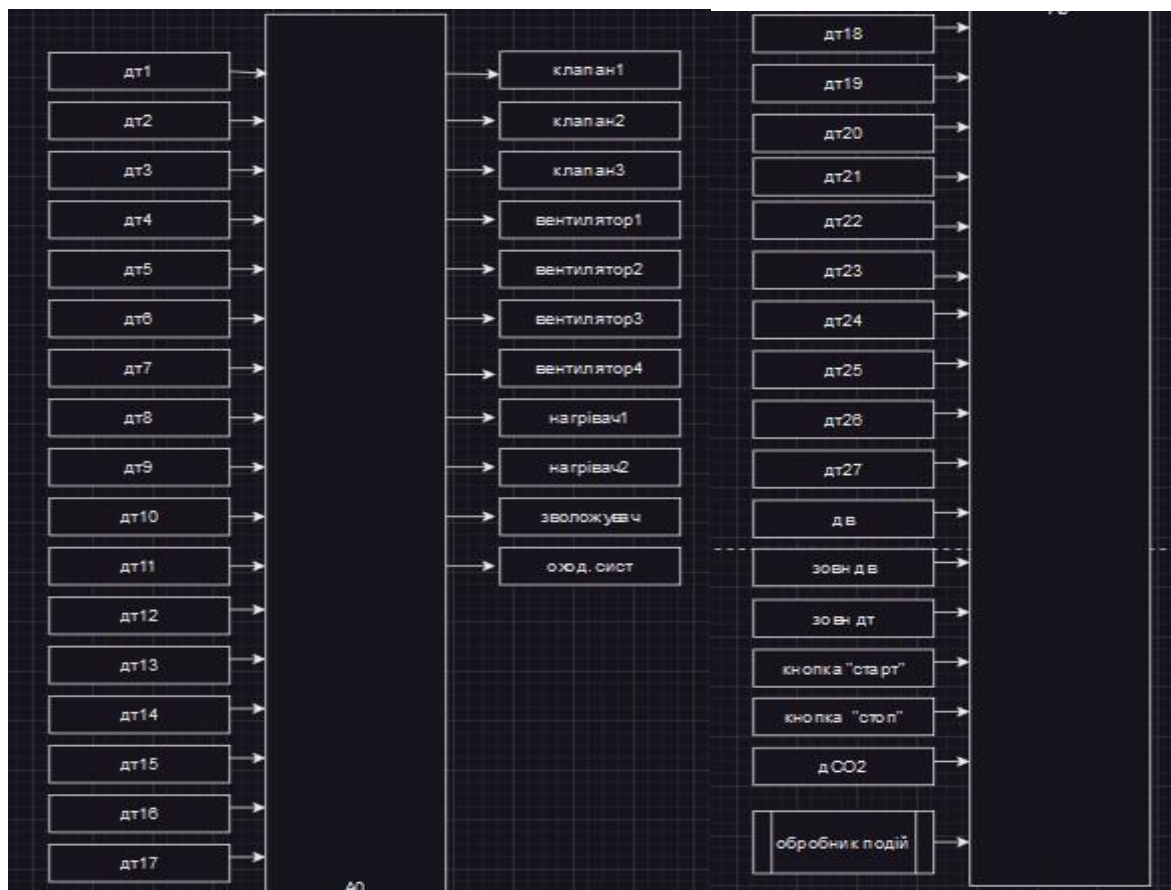 дт1
дт2
дт3
дт4
дт5
дт6
дт7
дт8
дт9
дт10
дт11
дт12
дт13
дт14
дт15
дт16
дт17
клапан1
клапан2
клапан3
вентилятор1
вентилятор2
вентилятор3
вентилятор4
нагрівач1
нагрівач2
зволожувач
оход. сист
дт18
дт19
дт20
дт21
дт22
дт23
дт24
дт25
дт26
дт27
дв
зовн дв
зовн дт
кнопка "старт"
кнопка "стоп"
дСО2
обробник подій